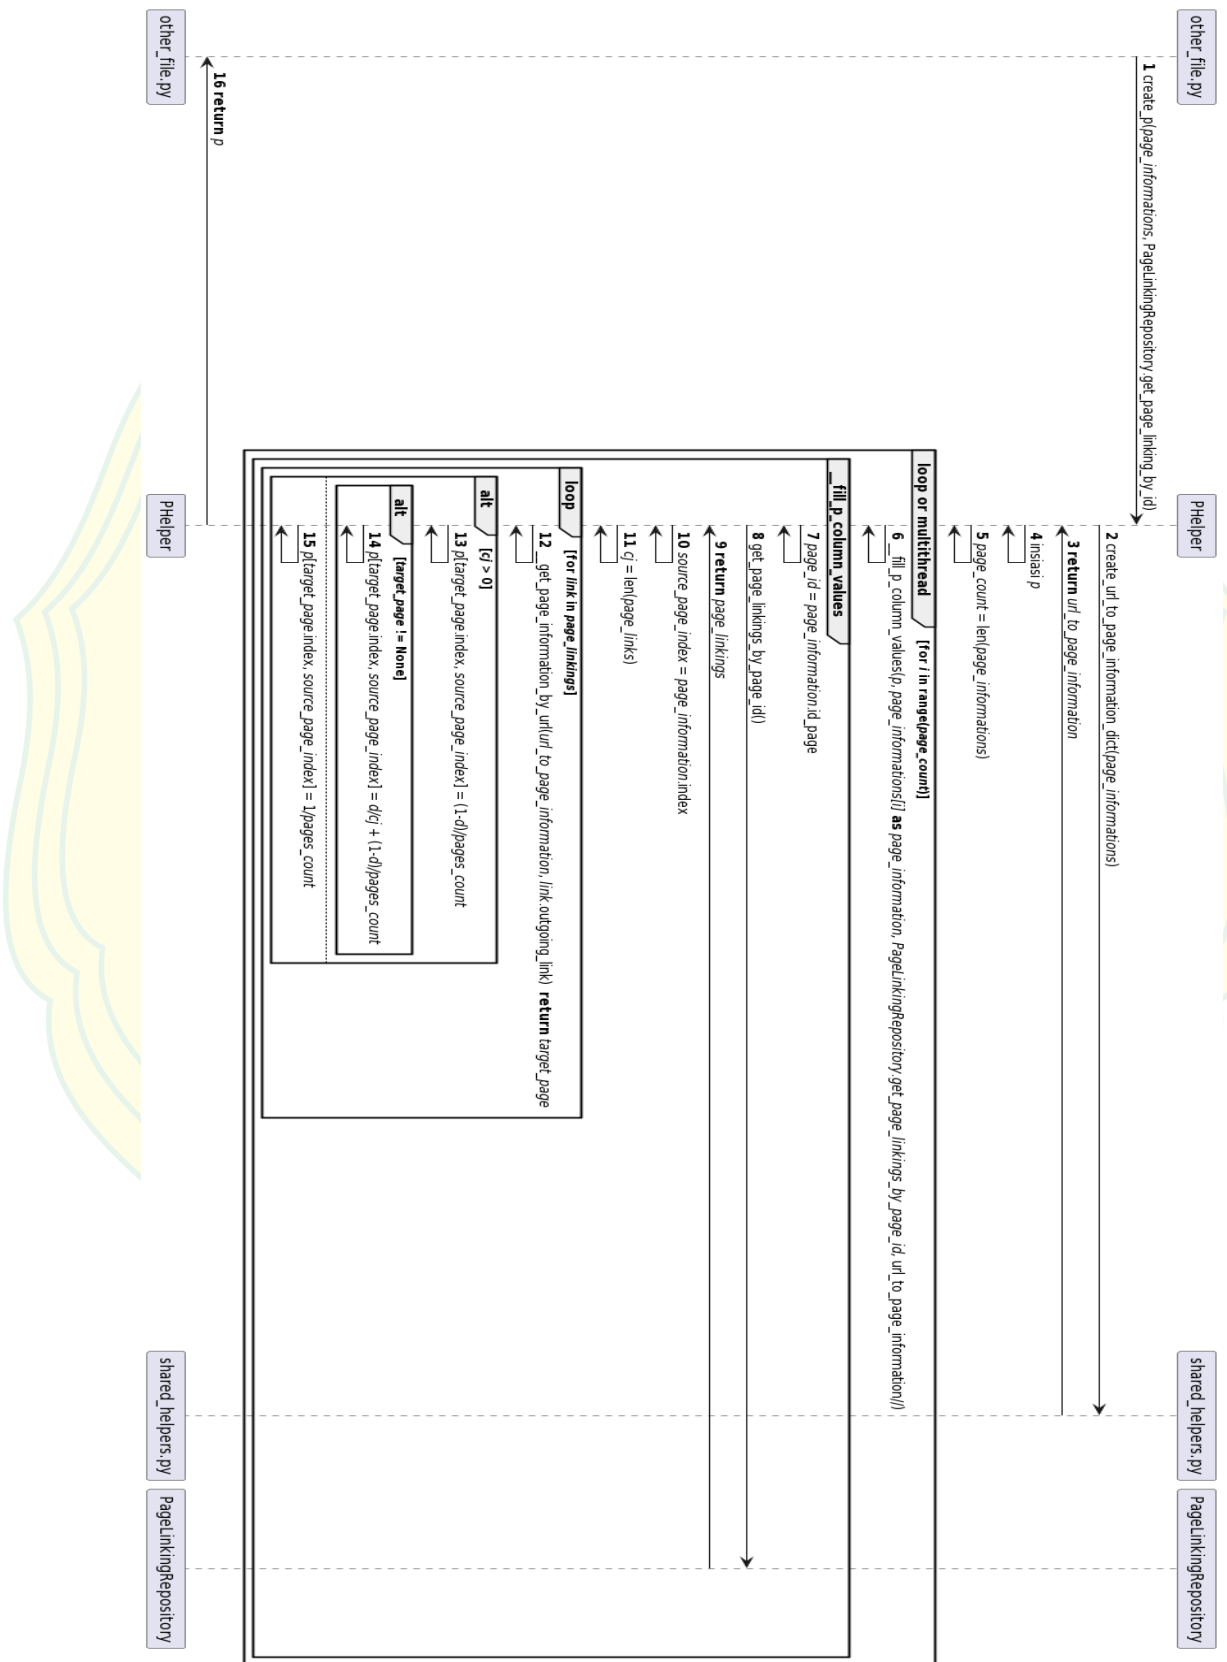 other_file.py
PHelper
shared_helpers.py
PageLinkingRepository
1 create_p(page_informations, PageLinkingRepository.get_page_linking_by_id)
2 create_url_to_page_information_dict(page_informations)
3 return url_to_page_information
4 insiasi p
5 page_count = len(page_informations)
loop or multithread [for i in range(page_count)]
6 __fill_p_column_values(p, page_informations[i] as page_information, PageLinkingRepository.get_page_linkings_by_page_id, url_to_page_information//)
__fill_p_column_values
7 page_id = page_information.id_page
8 get_page_linkings_by_page_id()
9 return page_linkings
10 source_page_index = page_information.index
11 cj = len(page_links)
loop [for link in page_linkings]
12 __get_page_information_by_url(url_to_page_information, link.outgoing_link) return target_page
alt [cj > 0]
13 p[target_page.index, source_page_index] = (1-d)/pages_count
alt [target_page != None]
14 p[target_page.index, source_page_index] = d/cj + (1-d)/pages_count
15 p[target_page.index, source_page_index] = 1/pages_count
16 return p
other_file.py
PHelper
shared_helpers.py
PageLinkingRepository